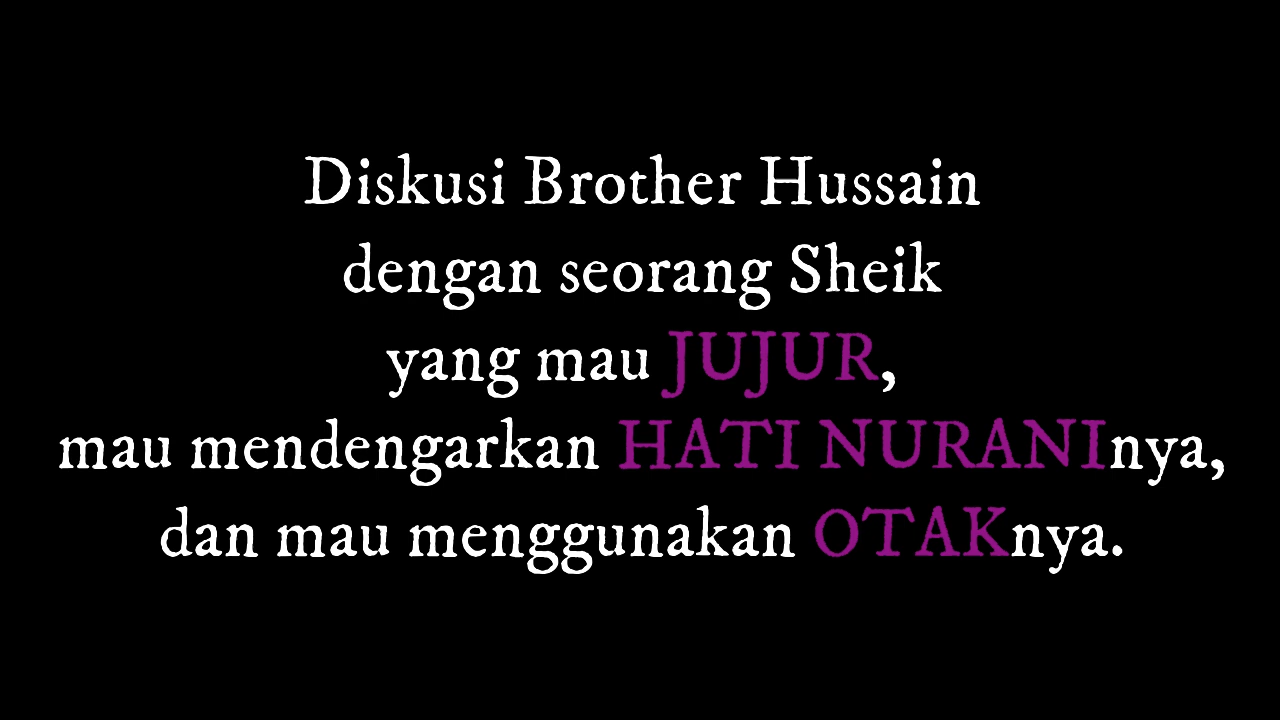 Diskusi Brother Hussain
dengan seorang Sheik
yang mau JUJUR,
mau mendengarkan HATI NURANInya,
dan mau menggunakan OTAKnya.